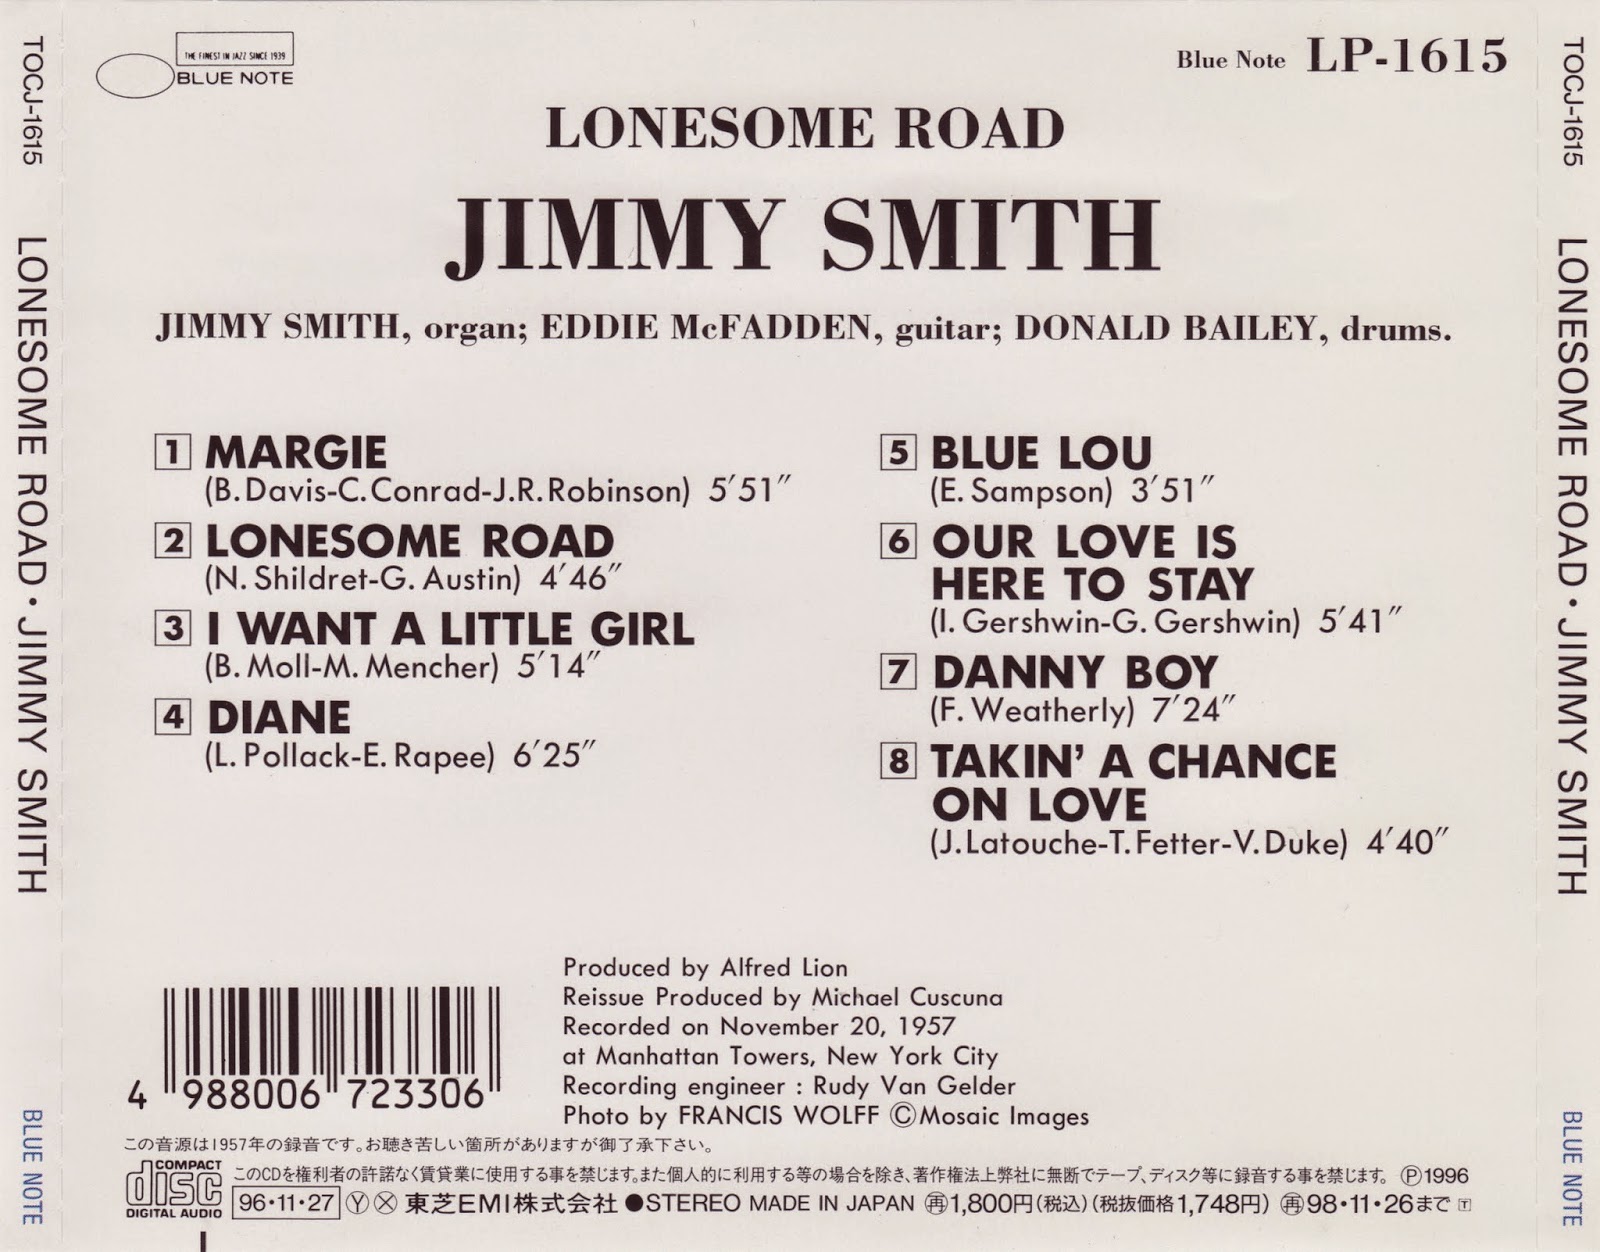 TOCJ-1615
LONESOME ROAD • JIMMY SMITH
BLUE NOTE
THE FINEST IN JAZZ SINCE 1939
BLUE NOTE
Blue Note LP-1615
LONESOME ROAD
JIMMY SMITH
JIMMY SMITH, organ; EDDIE McFADDEN, guitar; DONALD BAILEY, drums.
1 MARGIE
(B.Davis-C.Conrad-J.R.Robinson) 5′51″
2 LONESOME ROAD
(N. Shildret-G. Austin) 4′46″
3 I WANT A LITTLE GIRL
(B. Moll-M. Mencher) 5′14″
4 DIANE
(L. Pollack-E. Rapee) 6′25″
5 BLUE LOU
(E. Sampson) 3′51″
6 OUR LOVE IS
HERE TO STAY
(I. Gershwin-G. Gershwin) 5′41″
7 DANNY BOY
(F. Weatherly) 7′24″
8 TAKIN' A CHANCE
ON LOVE
(J.Latouche-T.Fetter-V.Duke) 4′40″
Produced by Alfred Lion
Reissue Produced by Michael Cuscuna
Recorded on November 20, 1957
at Manhattan Towers, New York City
Recording engineer : Rudy Van Gelder
Photo by FRANCIS WOLFF ©Mosaic Images
4 988006 723306
この音源は1957年の録音です。お聴き苦しい箇所がありますが御了承下さい。
COMPACT
disc
DIGITAL AUDIO
このCDを権利者の許諾なく賃貸業に使用する事を禁じます。また個人的に利用する等の場合を除き、著作権法上弊社に無断でテープ、ディスク等に録音する事を禁じます。 Ⓟ1996
96・11・27 Ⓨ Ⓧ 東芝EMI株式会社 ●STEREO MADE IN JAPAN 再1,800円(税込)(税抜価格1,748円) 再98・11・26まで T
TOCJ-1615
LONESOME ROAD • JIMMY SMITH
BLUE NOTE